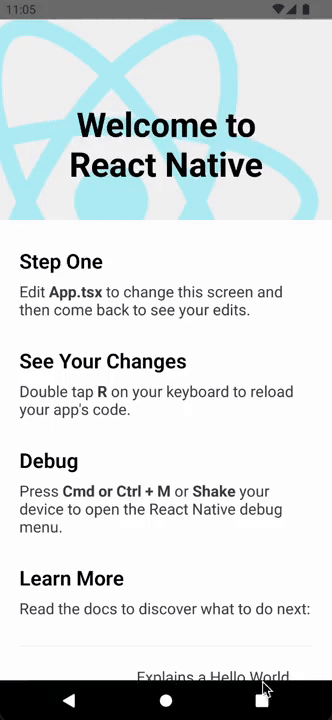 11:05
Welcome to
React Native
Step One
Edit App.tsx to change this screen and
then come back to see your edits.
See Your Changes
Double tap R on your keyboard to reload
your app's code.
Debug
Press Cmd or Ctrl + M or Shake your
device to open the React Native debug
menu.
Learn More
Read the docs to discover what to do next:
Explains a Hello World